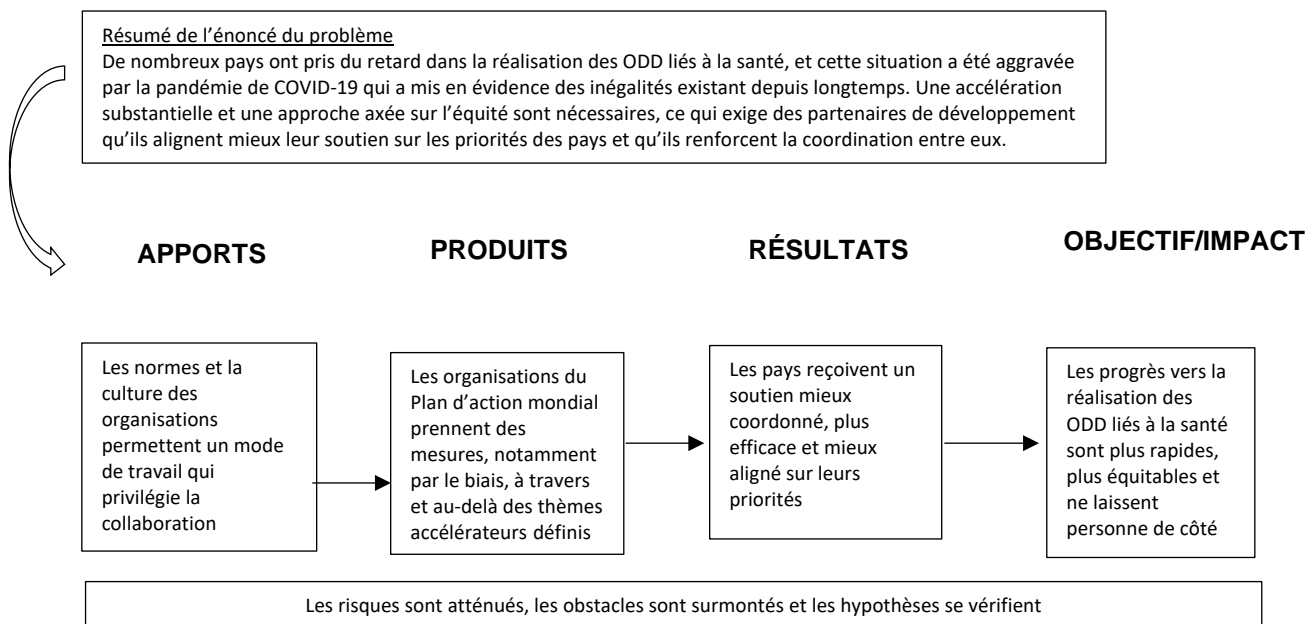 Résumé de l’énoncé du problème
De nombreux pays ont pris du retard dans la réalisation des ODD liés à la santé, et cette situation a été aggravée
par la pandémie de COVID-19 qui a mis en évidence des inégalités existant depuis longtemps. Une accélération
substantielle et une approche axée sur l’équité sont nécessaires, ce qui exige des partenaires de développement
qu’ils alignent mieux leur soutien sur les priorités des pays et qu’ils renforcent la coordination entre eux.
APPORTS
PRODUITS
RÉSULTATS
OBJECTIF/IMPACT
Les normes et la
culture des
organisations
permettent un mode
de travail qui
privilégie la
collaboration
Les organisations du
Plan d’action mondial
prennent des
mesures, notamment
par le biais, à travers
et au-delà des thèmes
accélérateurs définis
Les pays reçoivent un
soutien mieux
coordonné, plus
efficace et mieux
aligné sur leurs
priorités
Les progrès vers la
réalisation des
ODD liés à la santé
sont plus rapides,
plus équitables et
ne laissent
personne de côté
Les risques sont atténués, les obstacles sont surmontés et les hypothèses se vérifient